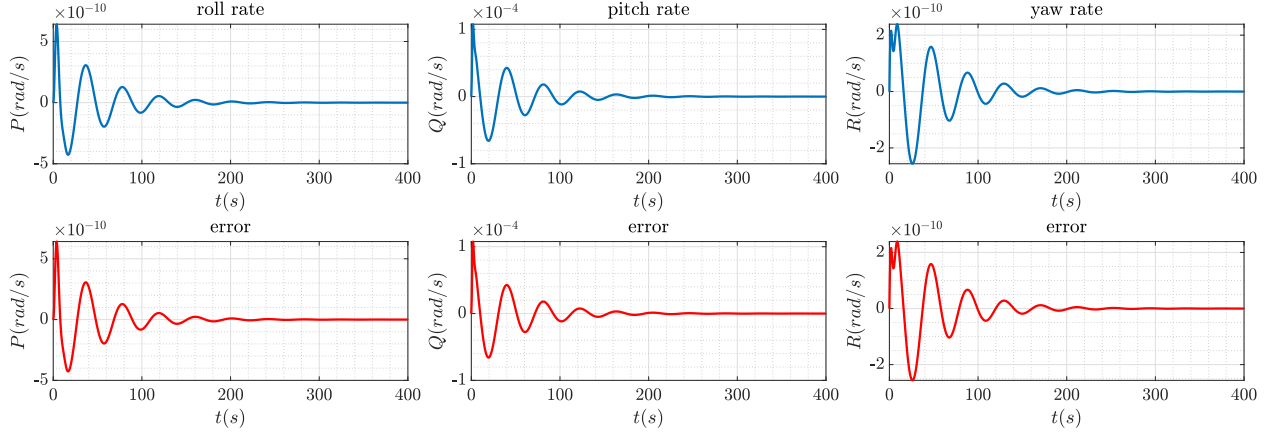 roll rate
×10⁻¹⁰
P(rad/s)
5
0
-5
0 100 200 300 400
t(s)
pitch rate
×10⁻⁴
Q(rad/s)
1
0
-1
0 100 200 300 400
t(s)
yaw rate
×10⁻¹⁰
R(rad/s)
2
0
-2
0 100 200 300 400
t(s)
error
×10⁻¹⁰
P(rad/s)
5
0
-5
0 100 200 300 400
t(s)
error
×10⁻⁴
Q(rad/s)
1
0
-1
0 100 200 300 400
t(s)
error
×10⁻¹⁰
R(rad/s)
2
0
-2
0 100 200 300 400
t(s)